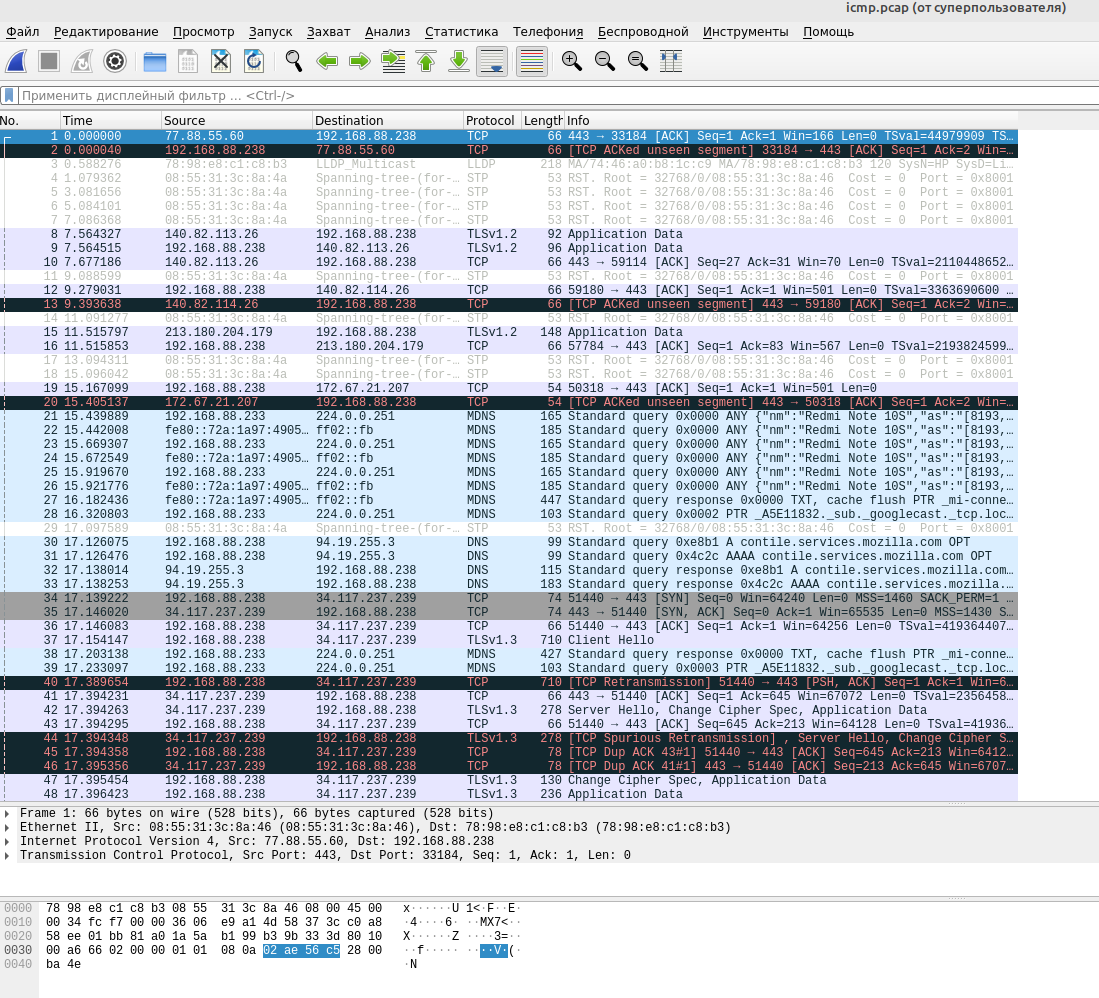 icmp.pcap (от суперпользователя)
Файл Редактирование Просмотр Запуск Захват Анализ Статистика Телефония Беспроводной Инструменты Помощь
Применить дисплейный фильтр ... <Ctrl-/>
No. Time Source Destination Protocol Length Info
1 0.000000 77.88.55.60 192.168.88.238 TCP 66 443 → 33184 [ACK] Seq=1 Ack=1 Win=166 Len=0 TSval=44979909 TS…
2 0.000040 192.168.88.238 77.88.55.60 TCP 66 [TCP ACKed unseen segment] 33184 → 443 [ACK] Seq=1 Ack=2 Win=…
3 0.588276 78:98:e8:c1:c8:b3 LLDP_Multicast LLDP 218 MA/74:46:a0:b8:1c:c9 MA/78:98:e8:c1:c8:b3 120 SysN=HP SysD=Li…
4 1.079362 08:55:31:3c:8a:4a Spanning-tree-(for-… STP 53 RST. Root = 32768/0/08:55:31:3c:8a:46 Cost = 0 Port = 0x8001
5 3.081656 08:55:31:3c:8a:4a Spanning-tree-(for-… STP 53 RST. Root = 32768/0/08:55:31:3c:8a:46 Cost = 0 Port = 0x8001
6 5.084101 08:55:31:3c:8a:4a Spanning-tree-(for-… STP 53 RST. Root = 32768/0/08:55:31:3c:8a:46 Cost = 0 Port = 0x8001
7 7.086368 08:55:31:3c:8a:4a Spanning-tree-(for-… STP 53 RST. Root = 32768/0/08:55:31:3c:8a:46 Cost = 0 Port = 0x8001
8 7.564327 140.82.113.26 192.168.88.238 TLSv1.2 92 Application Data
9 7.564515 192.168.88.238 140.82.113.26 TLSv1.2 96 Application Data
10 7.677186 140.82.113.26 192.168.88.238 TCP 66 443 → 59114 [ACK] Seq=27 Ack=31 Win=70 Len=0 TSval=2110448652…
11 9.088599 08:55:31:3c:8a:4a Spanning-tree-(for-… STP 53 RST. Root = 32768/0/08:55:31:3c:8a:46 Cost = 0 Port = 0x8001
12 9.279031 192.168.88.238 140.82.114.26 TCP 66 59180 → 443 [ACK] Seq=1 Ack=1 Win=501 Len=0 TSval=3363690600 …
13 9.393638 140.82.114.26 192.168.88.238 TCP 66 [TCP ACKed unseen segment] 443 → 59180 [ACK] Seq=1 Ack=2 Win=…
14 11.091277 08:55:31:3c:8a:4a Spanning-tree-(for-… STP 53 RST. Root = 32768/0/08:55:31:3c:8a:46 Cost = 0 Port = 0x8001
15 11.515797 213.180.204.179 192.168.88.238 TLSv1.2 148 Application Data
16 11.515853 192.168.88.238 213.180.204.179 TCP 66 57784 → 443 [ACK] Seq=1 Ack=83 Win=567 Len=0 TSval=2193824599…
17 13.094311 08:55:31:3c:8a:4a Spanning-tree-(for-… STP 53 RST. Root = 32768/0/08:55:31:3c:8a:46 Cost = 0 Port = 0x8001
18 15.096042 08:55:31:3c:8a:4a Spanning-tree-(for-… STP 53 RST. Root = 32768/0/08:55:31:3c:8a:46 Cost = 0 Port = 0x8001
19 15.167099 192.168.88.238 172.67.21.207 TCP 54 50318 → 443 [ACK] Seq=1 Ack=1 Win=501 Len=0
20 15.405137 172.67.21.207 192.168.88.238 TCP 54 [TCP ACKed unseen segment] 443 → 50318 [ACK] Seq=1 Ack=2 Win=…
21 15.439889 192.168.88.233 224.0.0.251 MDNS 165 Standard query 0x0000 ANY {"nm":"Redmi Note 10S","as":"[8193,…
22 15.442008 fe80::72a:1a97:4905… ff02::fb MDNS 185 Standard query 0x0000 ANY {"nm":"Redmi Note 10S","as":"[8193,…
23 15.669307 192.168.88.233 224.0.0.251 MDNS 165 Standard query 0x0000 ANY {"nm":"Redmi Note 10S","as":"[8193,…
24 15.672549 fe80::72a:1a97:4905… ff02::fb MDNS 185 Standard query 0x0000 ANY {"nm":"Redmi Note 10S","as":"[8193,…
25 15.919670 192.168.88.233 224.0.0.251 MDNS 165 Standard query 0x0000 ANY {"nm":"Redmi Note 10S","as":"[8193,…
26 15.921776 fe80::72a:1a97:4905… ff02::fb MDNS 185 Standard query 0x0000 ANY {"nm":"Redmi Note 10S","as":"[8193,…
27 16.182436 fe80::72a:1a97:4905… ff02::fb MDNS 447 Standard query response 0x0000 TXT, cache flush PTR _mi-conne…
28 16.320803 192.168.88.233 224.0.0.251 MDNS 103 Standard query 0x0002 PTR _A5E11832._sub._googlecast._tcp.loc…
29 17.097589 08:55:31:3c:8a:4a Spanning-tree-(for-… STP 53 RST. Root = 32768/0/08:55:31:3c:8a:46 Cost = 0 Port = 0x8001
30 17.126075 192.168.88.238 94.19.255.3 DNS 99 Standard query 0xe8b1 A contile.services.mozilla.com OPT
31 17.126476 192.168.88.238 94.19.255.3 DNS 99 Standard query 0x4c2c AAAA contile.services.mozilla.com OPT
32 17.138014 94.19.255.3 192.168.88.238 DNS 115 Standard query response 0xe8b1 A contile.services.mozilla.com…
33 17.138253 94.19.255.3 192.168.88.238 DNS 183 Standard query response 0x4c2c AAAA contile.services.mozilla.…
34 17.139222 192.168.88.238 34.117.237.239 TCP 74 51440 → 443 [SYN] Seq=0 Win=64240 Len=0 MSS=1460 SACK_PERM=1 …
35 17.146020 34.117.237.239 192.168.88.238 TCP 74 443 → 51440 [SYN, ACK] Seq=0 Ack=1 Win=65535 Len=0 MSS=1430 S…
36 17.146083 192.168.88.238 34.117.237.239 TCP 66 51440 → 443 [ACK] Seq=1 Ack=1 Win=64256 Len=0 TSval=419364407…
37 17.154147 192.168.88.238 34.117.237.239 TLSv1.3 710 Client Hello
38 17.203138 192.168.88.233 224.0.0.251 MDNS 427 Standard query response 0x0000 TXT, cache flush PTR _mi-conne…
39 17.233097 192.168.88.233 224.0.0.251 MDNS 103 Standard query 0x0003 PTR _A5E11832._sub._googlecast._tcp.loc…
40 17.389654 192.168.88.238 34.117.237.239 TCP 710 [TCP Retransmission] 51440 → 443 [PSH, ACK] Seq=1 Ack=1 Win=6…
41 17.394231 34.117.237.239 192.168.88.238 TCP 66 443 → 51440 [ACK] Seq=1 Ack=645 Win=67072 Len=0 TSval=2356458…
42 17.394263 34.117.237.239 192.168.88.238 TLSv1.3 278 Server Hello, Change Cipher Spec, Application Data
43 17.394295 192.168.88.238 34.117.237.239 TCP 66 51440 → 443 [ACK] Seq=645 Ack=213 Win=64128 Len=0 TSval=41936…
44 17.394348 34.117.237.239 192.168.88.238 TLSv1.3 278 [TCP Spurious Retransmission] , Server Hello, Change Cipher S…
45 17.394358 192.168.88.238 34.117.237.239 TCP 78 [TCP Dup ACK 43#1] 51440 → 443 [ACK] Seq=645 Ack=213 Win=6412…
46 17.395356 34.117.237.239 192.168.88.238 TCP 78 [TCP Dup ACK 41#1] 443 → 51440 [ACK] Seq=213 Ack=645 Win=6707…
47 17.395454 192.168.88.238 34.117.237.239 TLSv1.3 130 Change Cipher Spec, Application Data
48 17.396423 192.168.88.238 34.117.237.239 TLSv1.3 236 Application Data
Frame 1: 66 bytes on wire (528 bits), 66 bytes captured (528 bits)
Ethernet II, Src: 08:55:31:3c:8a:46 (08:55:31:3c:8a:46), Dst: 78:98:e8:c1:c8:b3 (78:98:e8:c1:c8:b3)
Internet Protocol Version 4, Src: 77.88.55.60, Dst: 192.168.88.238
Transmission Control Protocol, Src Port: 443, Dst Port: 33184, Seq: 1, Ack: 1, Len: 0
0000 78 98 e8 c1 c8 b3 08 55 31 3c 8a 46 08 00 45 00 x······U 1<·F··E·
0010 00 34 fc f7 00 00 36 06 e9 a1 4d 58 37 3c c0 a8 ·4····6· ··MX7<··
0020 58 ee 01 bb 81 a0 1a 5a b1 99 b3 9b 33 3d 80 10 X······Z ····3=··
0030 00 a6 66 02 00 00 01 01 08 0a 02 ae 56 c5 28 00 ··f····· ····V·(·
0040 ba 4e ·N